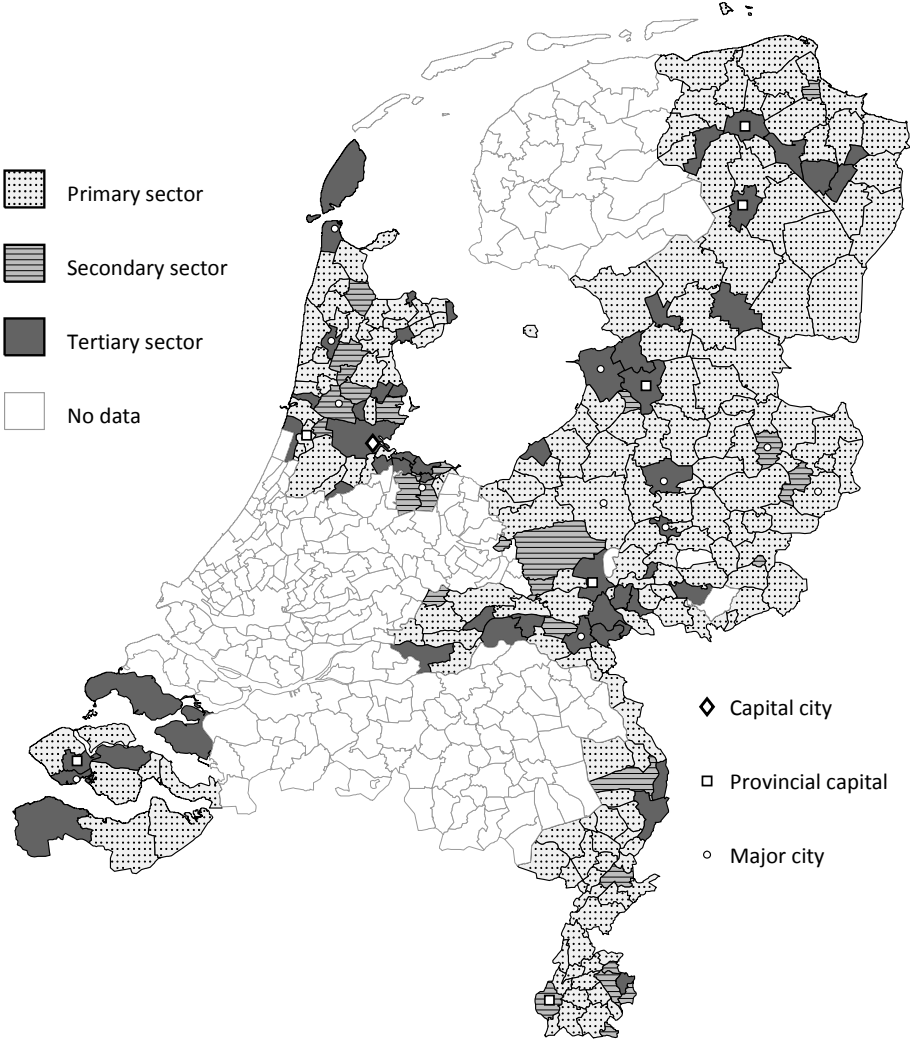 Primary sector
Secondary sector
Tertiary sector
No data
Capital city
Provincial capital
Major city